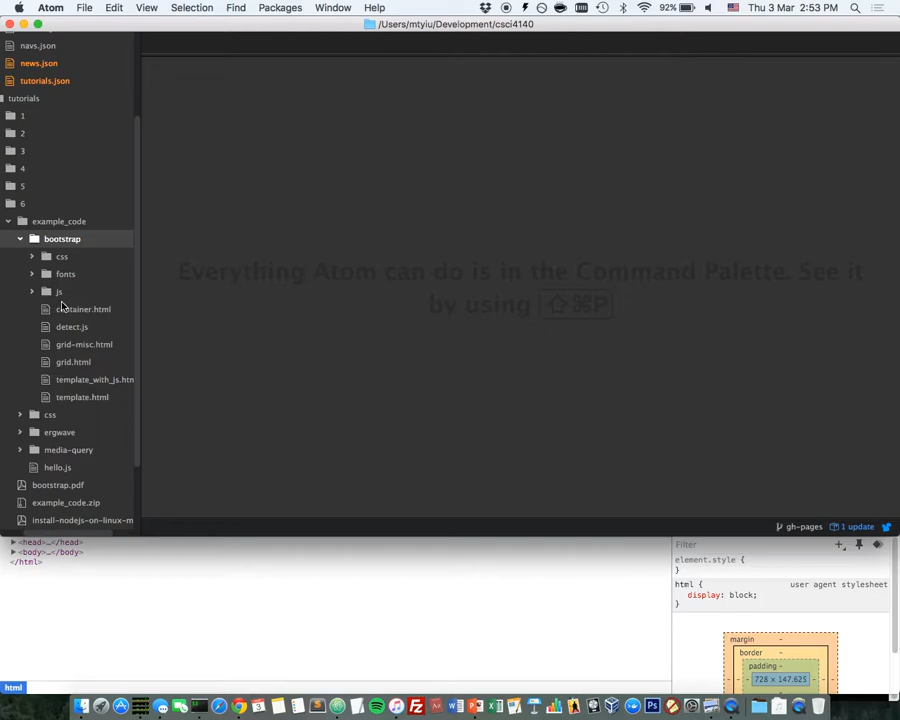 Atom File Edit View Selection Find Packages Window Help 92% Thu 3 Mar 2:53 PM
/Users/mtyiu/Development/csci4140
navs.json
news.json
tutorials.json
tutorials
1
2
3
4
5
6
example_code
bootstrap
css
fonts
js
container.html
detect.js
grid-misc.html
grid.html
template_with_js.htm
template.html
css
ergwave
media-query
hello.js
bootstrap.pdf
example_code.zip
install-nodejs-on-linux-m
Everything Atom can do is in the Command Palette. See it
by using ⇧⌘P
gh-pages 1 update
<head>…</head>
<body>…</body>
</html>
html
Filter
element.style {
}
html { user agent stylesheet
display: block;
}
margin -
border -
padding -
- 728 × 147.625 -